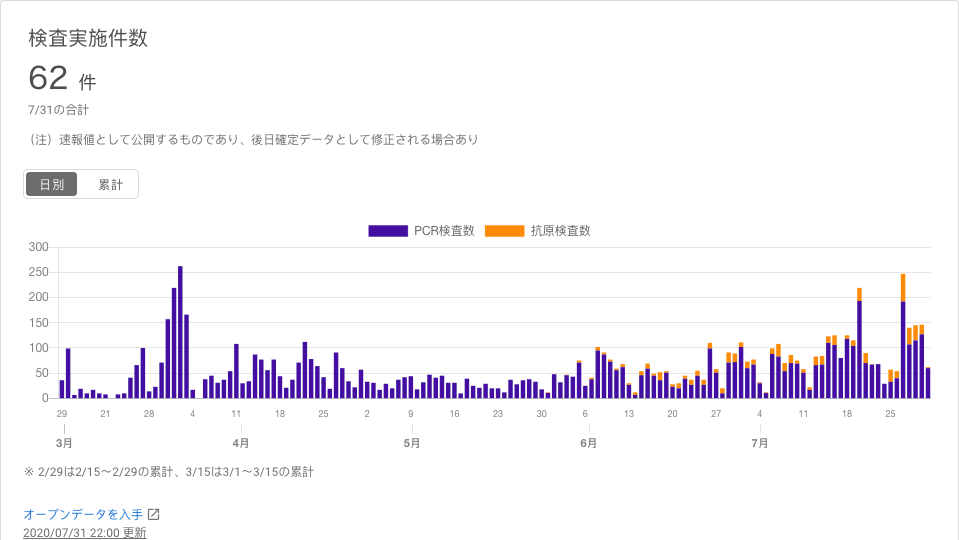 検査実施件数
62 件
7/31の合計
（注）速報値として公開するものであり、後日確定データとして修正される場合あり
日別 累計
PCR検査数 抗原検査数
300
250
200
150
100
50
0
29 21 28 4 11 18 25 2 9 16 23 30 6 13 20 27 4 11 18 25
3月 4月 5月 6月 7月
※ 2/29は2/15～2/29の累計、3/15は3/1～3/15の累計
オープンデータを入手
2020/07/31 22:00 更新